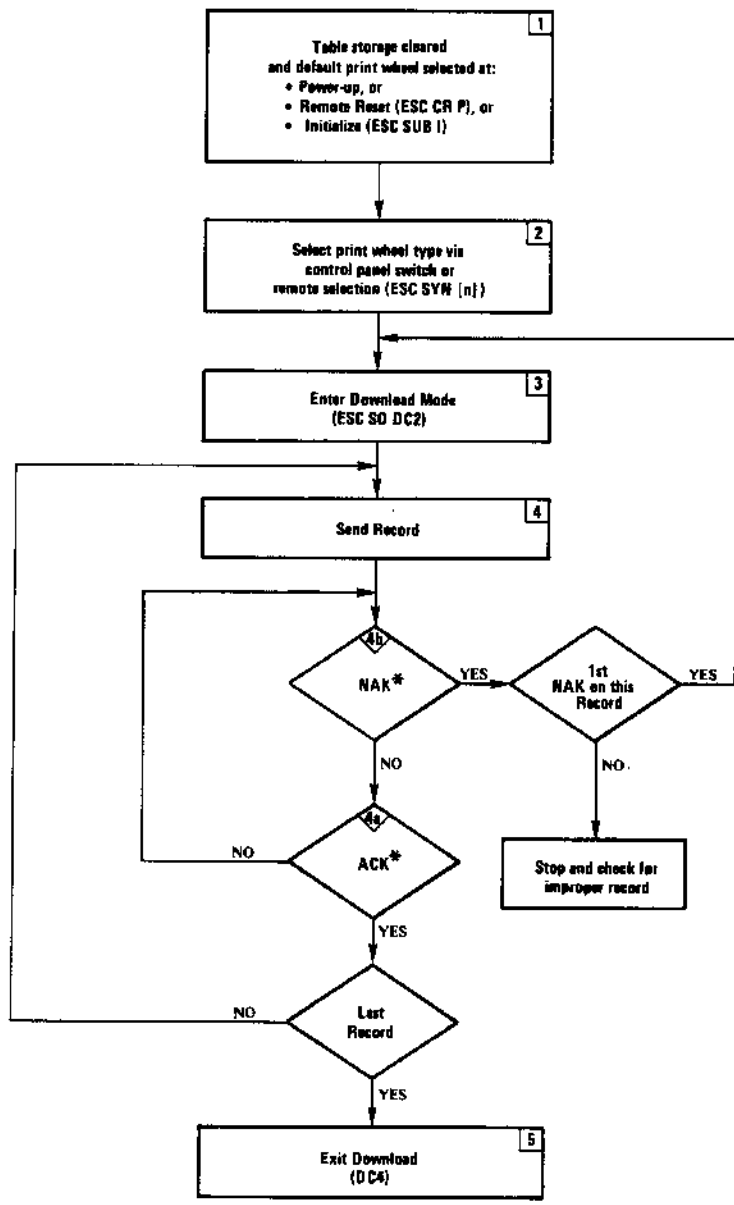 1
Table storage cleared
and default print wheel selected at:
• Power-up, or
• Remote Reset (ESC CR P), or
• Initialize (ESC SUB I)
2
Select print wheel type via
control panel switch or
remote selection (ESC SYN [n])
3
Enter Download Mode
(ESC SO DC2)
4
Send Record
4b
NAK*
YES
1st
NAK on this
Record
YES
NO
NO
4a
ACK*
NO
Stop and check for
improper record
YES
Last
Record
NO
YES
5
Exit Download
(DC4)